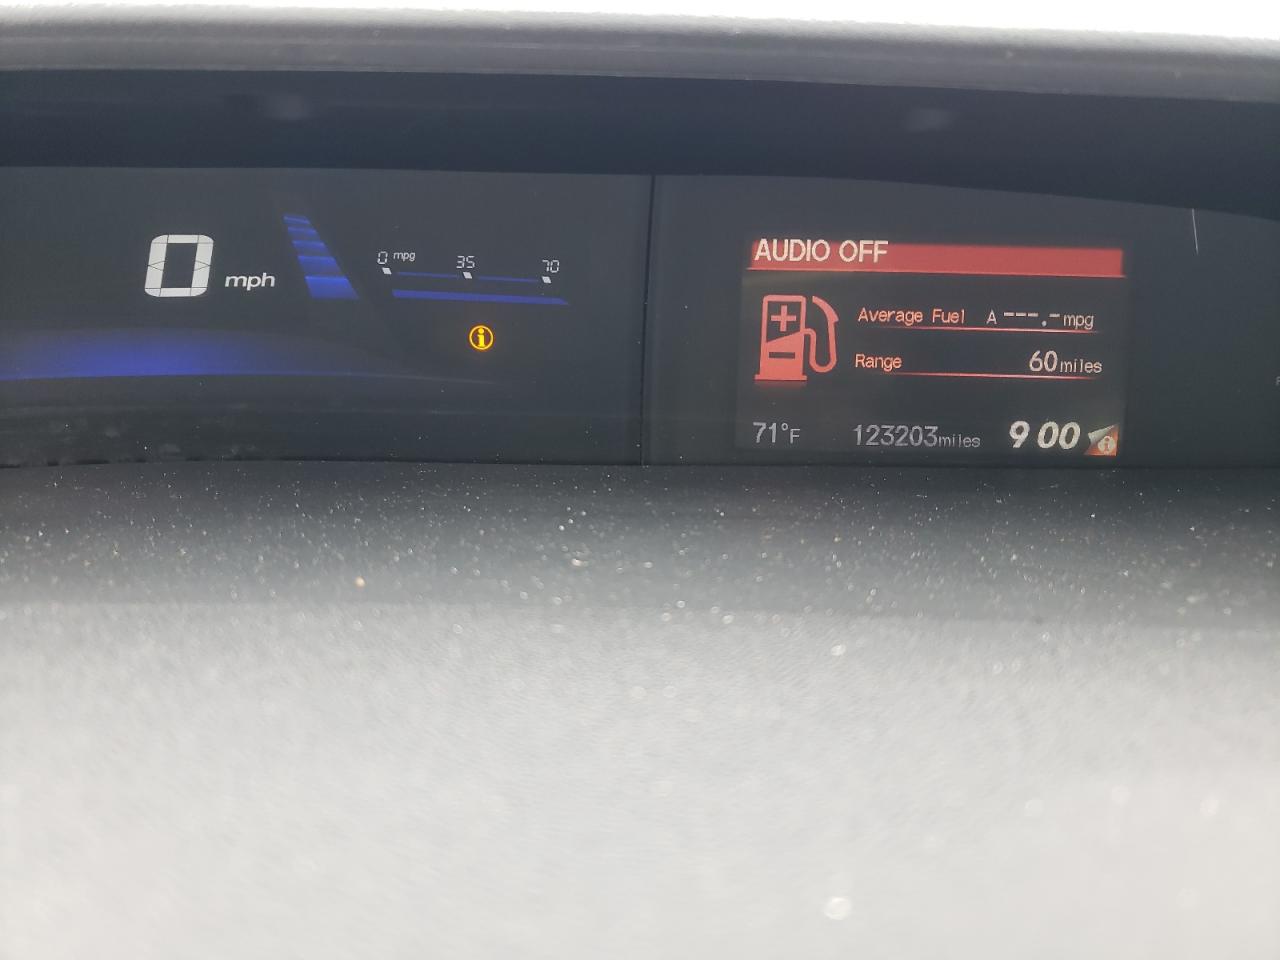 0 mph
0 mpg 35 70
AUDIO OFF
Average Fuel A ---.- mpg
Range 60 miles
71°F 123203 miles 9 00